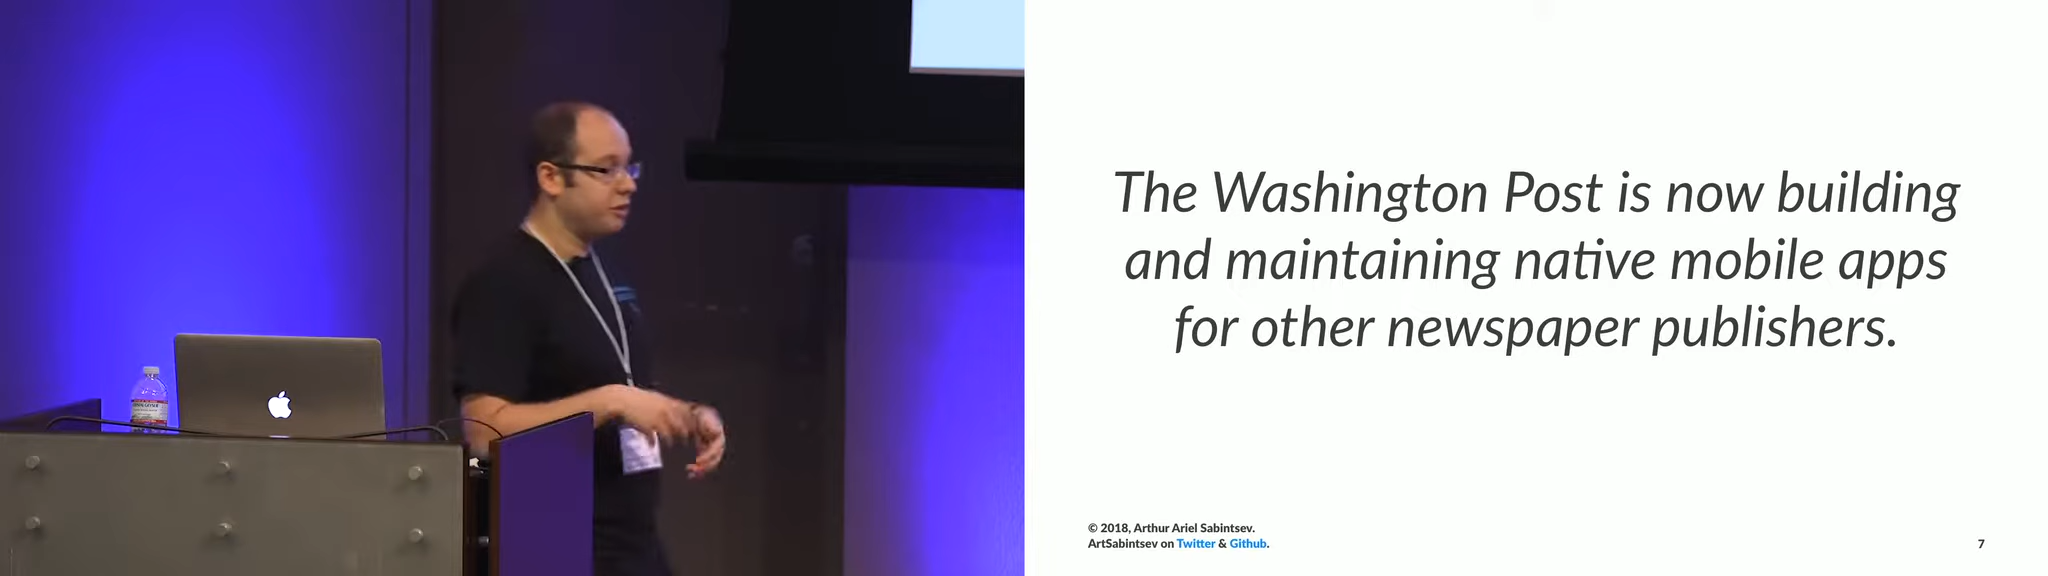 The Washington Post is now building
and maintaining native mobile apps
for other newspaper publishers.
© 2018, Arthur Ariel Sabintsev.
ArtSabintsev on Twitter & Github.
7